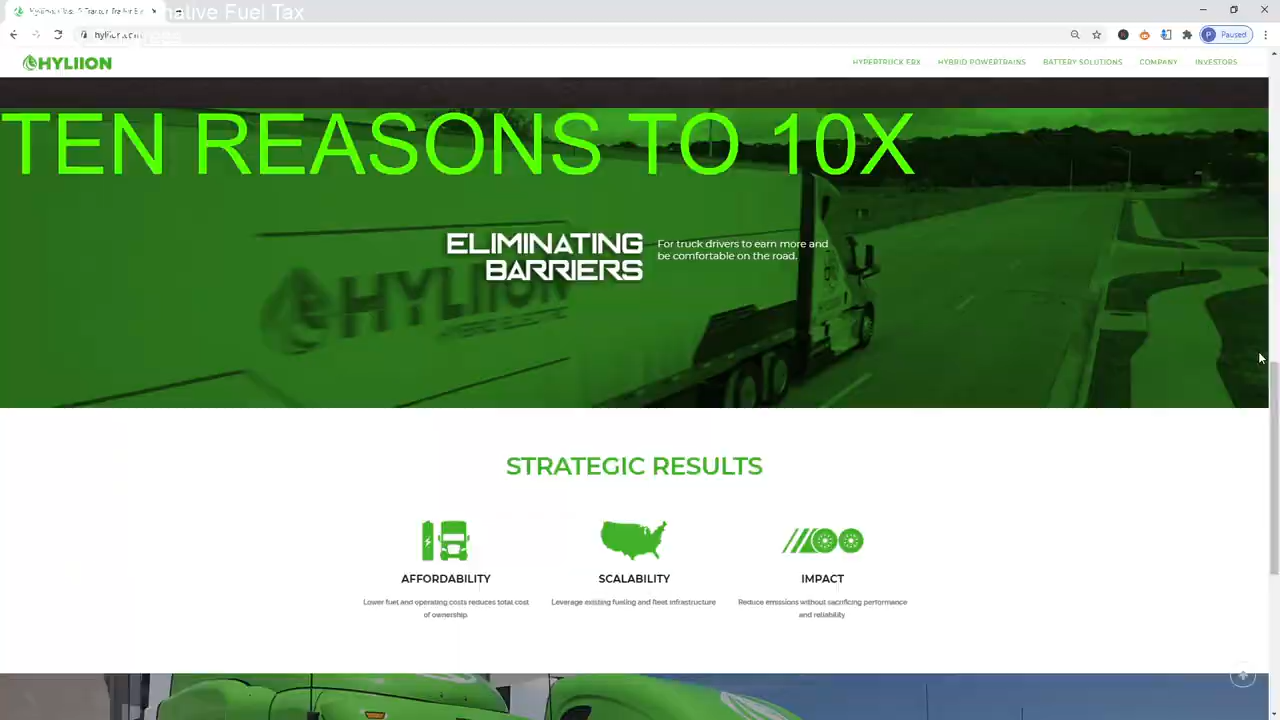 native Fuel Tax
Paused
HYLIION
HYPERTRUCK ERX HYBRID POWERTRAINS BATTERY SOLUTIONS COMPANY INVESTORS
TEN REASONS TO 10X
ELIMINATING
BARRIERS
For truck drivers to earn more and
be comfortable on the road.
HYLIION
STRATEGIC RESULTS
AFFORDABILITY SCALABILITY IMPACT
Lower fuel and operating costs reduces total cost
of ownership.
Leverage existing fueling and fleet infrastructure
Reduce emissions without sacrificing performance
and reliability